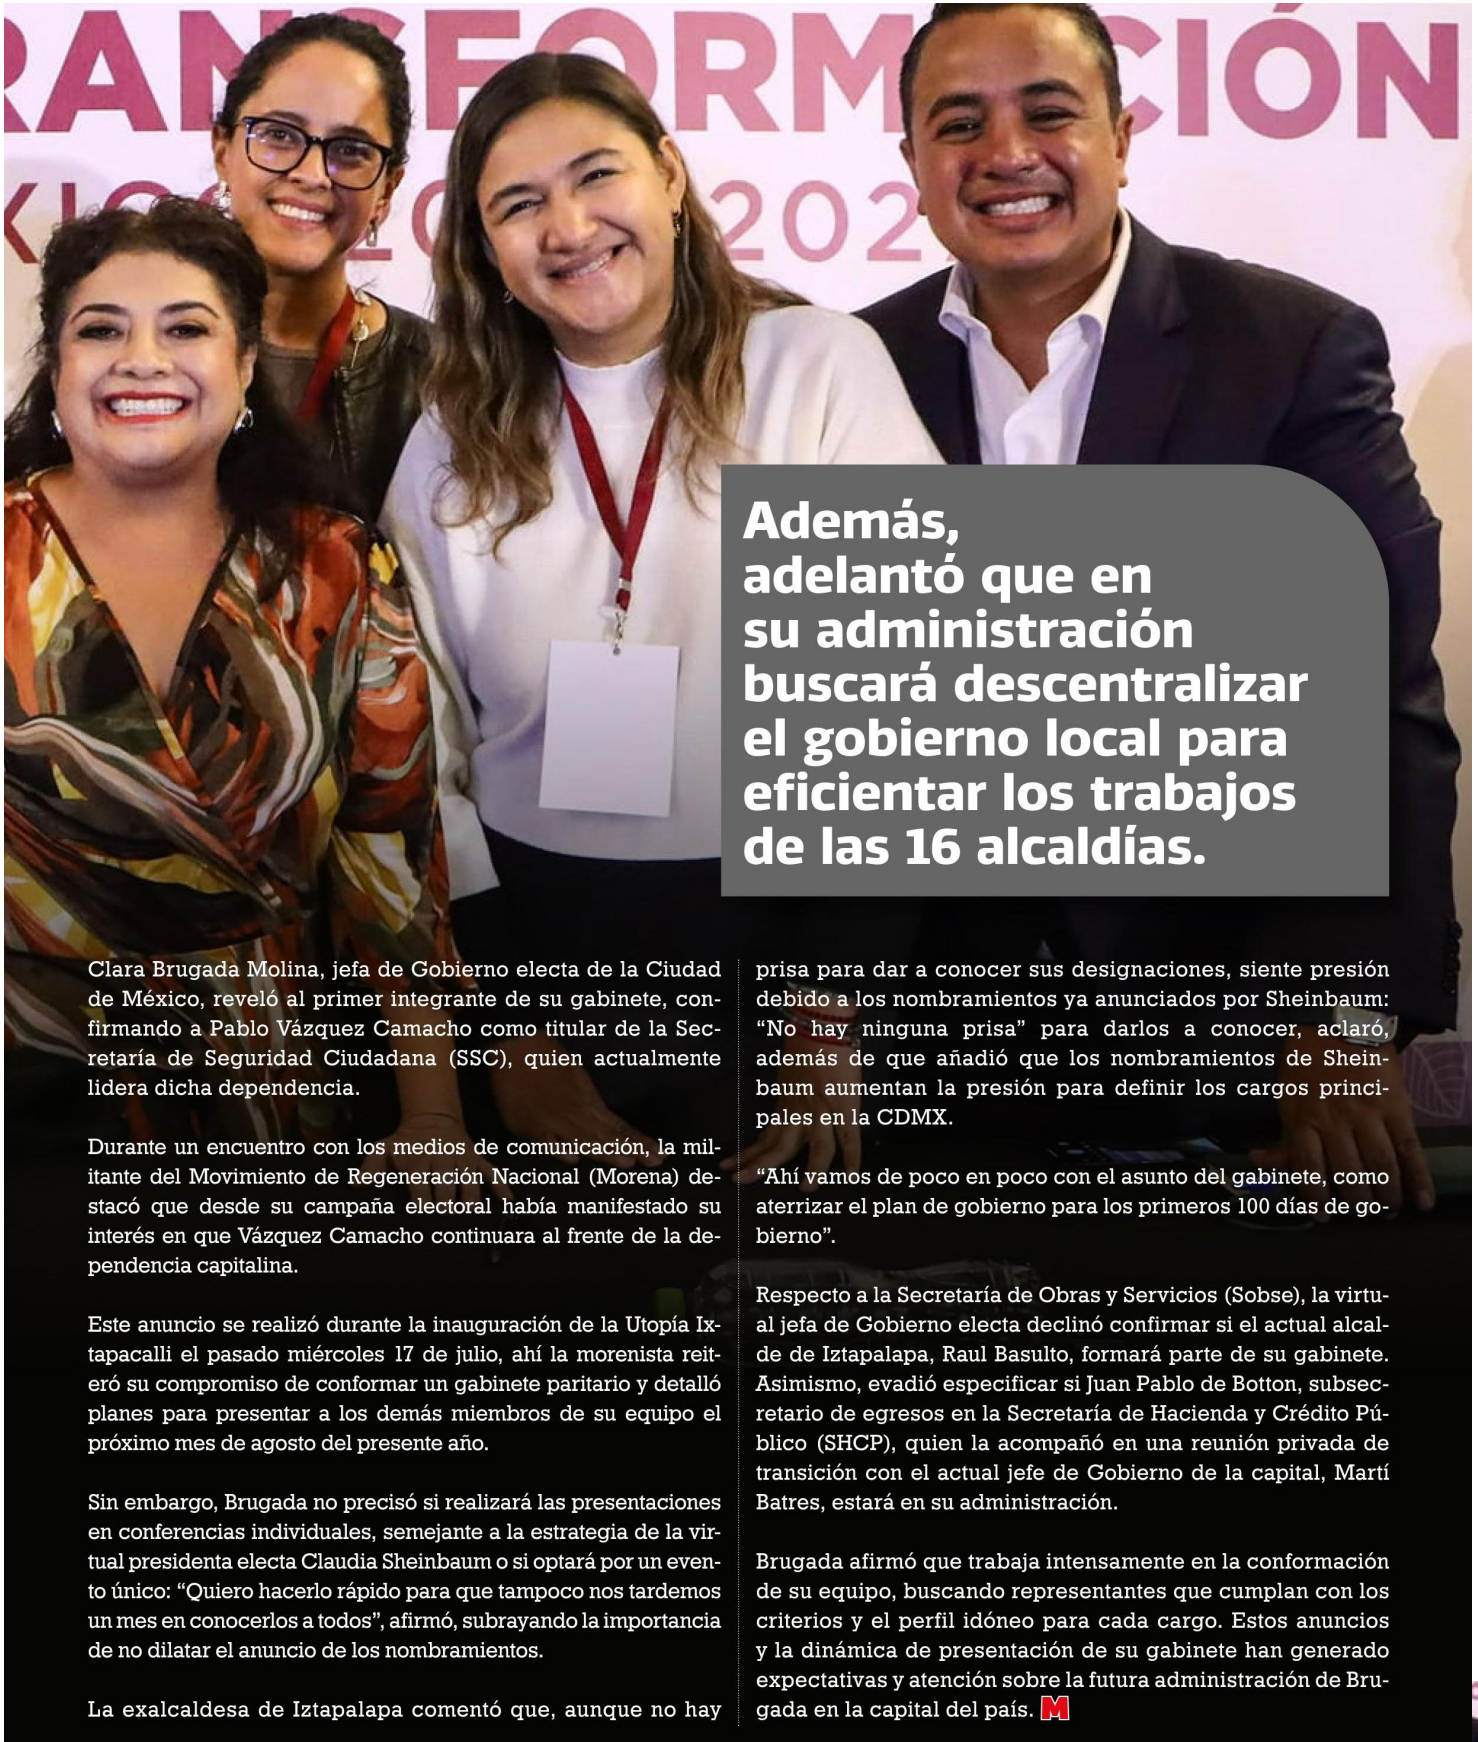 RANSFORMACIÓN
202
Además,
adelantó que en
su administración
buscará descentralizar
el gobierno local para
eficientar los trabajos
de las 16 alcaldías.
Clara Brugada Molina, jefa de Gobierno electa de la Ciudad
de México, reveló al primer integrante de su gabinete, con-
firmando a Pablo Vázquez Camacho como titular de la Sec-
retaría de Seguridad Ciudadana (SSC), quien actualmente
lidera dicha dependencia.
Durante un encuentro con los medios de comunicación, la mil-
itante del Movimiento de Regeneración Nacional (Morena) de-
stacó que desde su campaña electoral había manifestado su
interés en que Vázquez Camacho continuara al frente de la de-
pendencia capitalina.
Este anuncio se realizó durante la inauguración de la Utopía Ix-
tapacalli el pasado miércoles 17 de julio, ahí la morenista reit-
eró su compromiso de conformar un gabinete paritario y detalló
planes para presentar a los demás miembros de su equipo el
próximo mes de agosto del presente año.
Sin embargo, Brugada no precisó si realizará las presentaciones
en conferencias individuales, semejante a la estrategia de la vir-
tual presidenta electa Claudia Sheinbaum o si optará por un even-
to único: “Quiero hacerlo rápido para que tampoco nos tardemos
un mes en conocerlos a todos”, afirmó, subrayando la importancia
de no dilatar el anuncio de los nombramientos.
La exalcaldesa de Iztapalapa comentó que, aunque no hay
prisa para dar a conocer sus designaciones, siente presión
debido a los nombramientos ya anunciados por Sheinbaum:
“No hay ninguna prisa” para darlos a conocer, aclaró,
además de que añadió que los nombramientos de Shein-
baum aumentan la presión para definir los cargos princi-
pales en la CDMX.
“Ahí vamos de poco en poco con el asunto del gabinete, como
aterrizar el plan de gobierno para los primeros 100 días de go-
bierno”.
Respecto a la Secretaría de Obras y Servicios (Sobse), la virtu-
al jefa de Gobierno electa declinó confirmar si el actual alcal-
de de Iztapalapa, Raul Basulto, formará parte de su gabinete.
Asimismo, evadió especificar si Juan Pablo de Botton, subsec-
retario de egresos en la Secretaría de Hacienda y Crédito Pú-
blico (SHCP), quien la acompañó en una reunión privada de
transición con el actual jefe de Gobierno de la capital, Martí
Batres, estará en su administración.
Brugada afirmó que trabaja intensamente en la conformación
de su equipo, buscando representantes que cumplan con los
criterios y el perfil idóneo para cada cargo. Estos anuncios
y la dinámica de presentación de su gabinete han generado
expectativas y atención sobre la futura administración de Bru-
gada en la capital del país. M